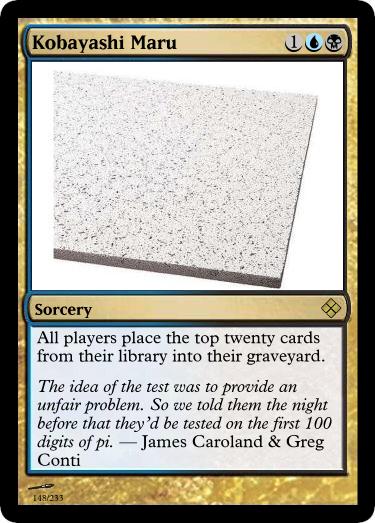 Kobayashi Maru 1
Sorcery
All players place the top twenty cards
from their library into their graveyard.
The idea of the test was to provide an
unfair problem. So we told them the night
before that they'd be tested on the first 100
digits of pi. — James Caroland & Greg
Conti
148/233